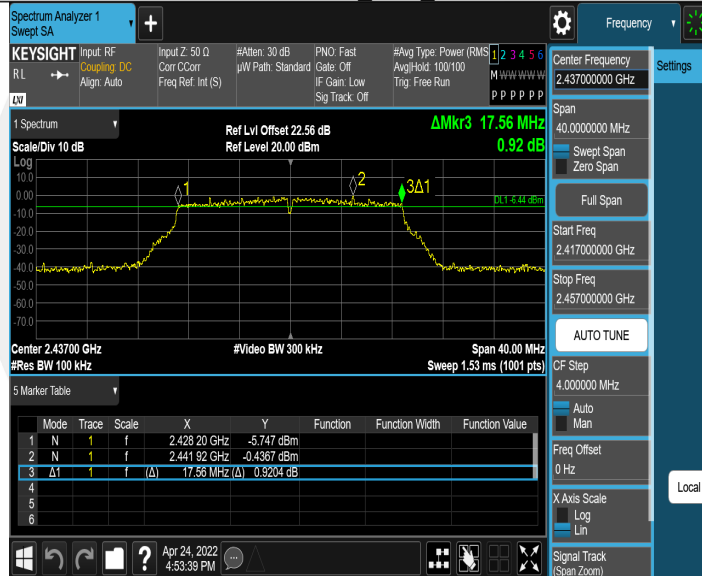 Spectrum Analyzer 1
Swept SA
Frequency
KEYSIGHT Input: RF Input Z: 50 Ω #Atten: 30 dB PNO: Fast #Avg Type: Power (RMS 1 2 3 4 5 6
RL Coupling: DC Corr CCorr µW Path: Standard Gate: Off Avg|Hold: 100/100 M W W W W W
Align: Auto Freq Ref: Int (S) IF Gain: Low Trig: Free Run
LXI Sig Track: Off P P P P P P
1 Spectrum
Ref Lvl Offset 22.56 dB ΔMkr3 17.56 MHz
Scale/Div 10 dB Ref Level 20.00 dBm 0.92 dB
Log
10.0
0.00
-10.0
-20.0
-30.0
-40.0
-50.0
-60.0
-70.0
1
2
3Δ1
DL1 -6.44 dBm
Center 2.43700 GHz #Video BW 300 kHz Span 40.00 MHz
#Res BW 100 kHz Sweep 1.53 ms (1001 pts)
5 Marker Table
Mode Trace Scale X Y Function Function Width Function Value
1 N 1 f 2.428 20 GHz -5.747 dBm
2 N 1 f 2.441 92 GHz -0.4367 dBm
3 Δ1 1 f (Δ) 17.56 MHz (Δ) 0.9204 dB
4
5
6
Apr 24, 2022
4:53:39 PM
Center Frequency
2.437000000 GHz
Settings
Span
40.0000000 MHz
Swept Span
Zero Span
Full Span
Start Freq
2.417000000 GHz
Stop Freq
2.457000000 GHz
AUTO TUNE
CF Step
4.000000 MHz
Auto
Man
Freq Offset
0 Hz
X Axis Scale
Log
Lin
Local
Signal Track
(Span Zoom)